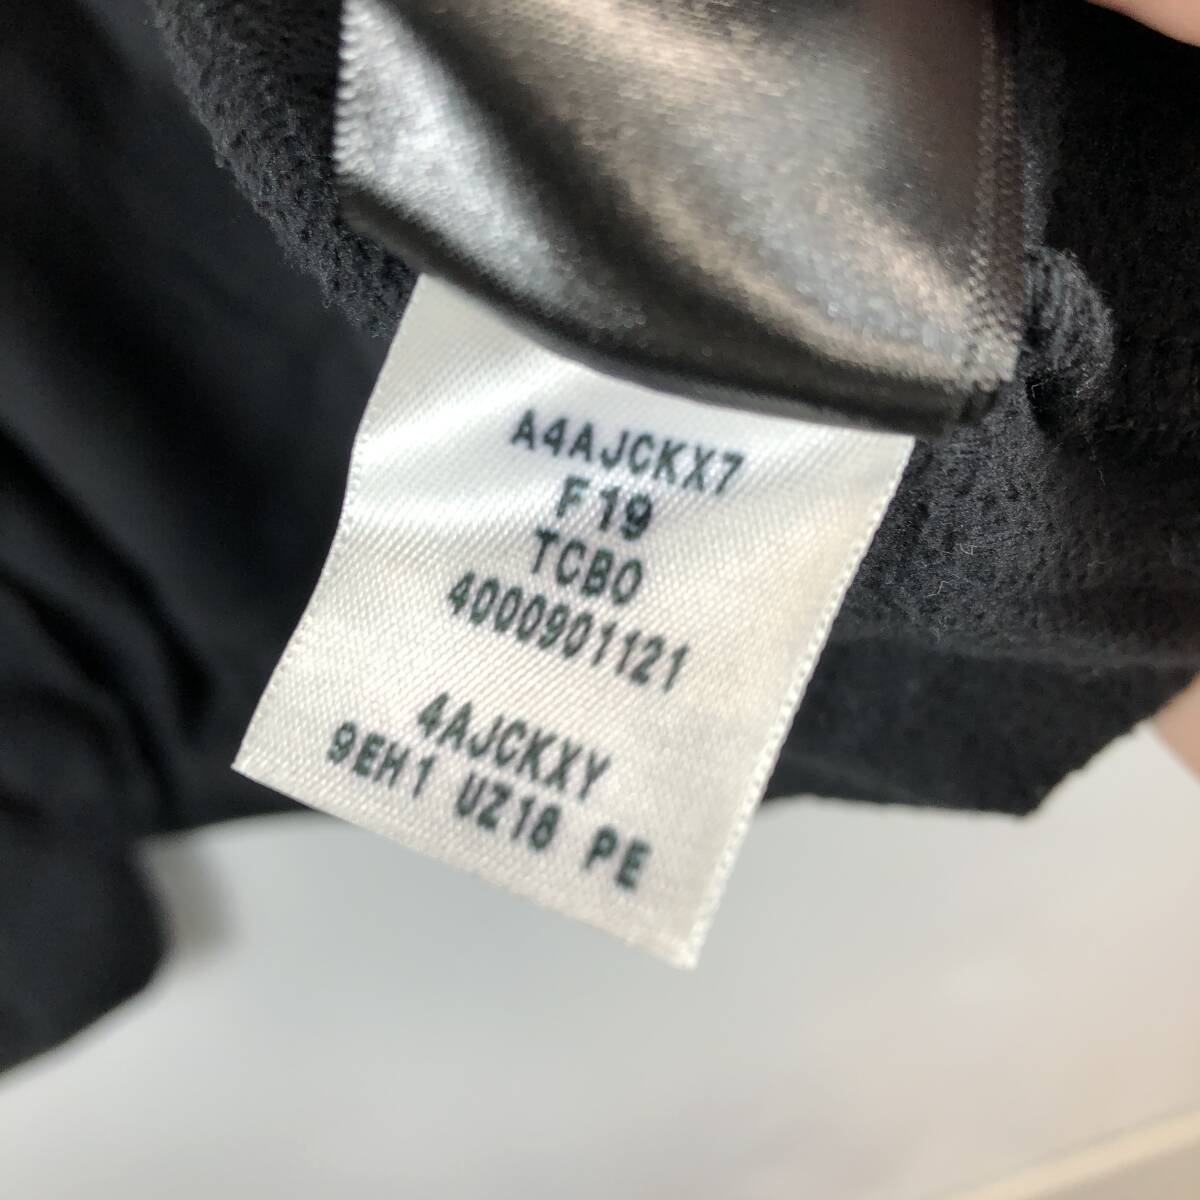 A4AJCKX7
F19
TCBO
4000901121
4AJCKXY
9EH1 UZ18 PE